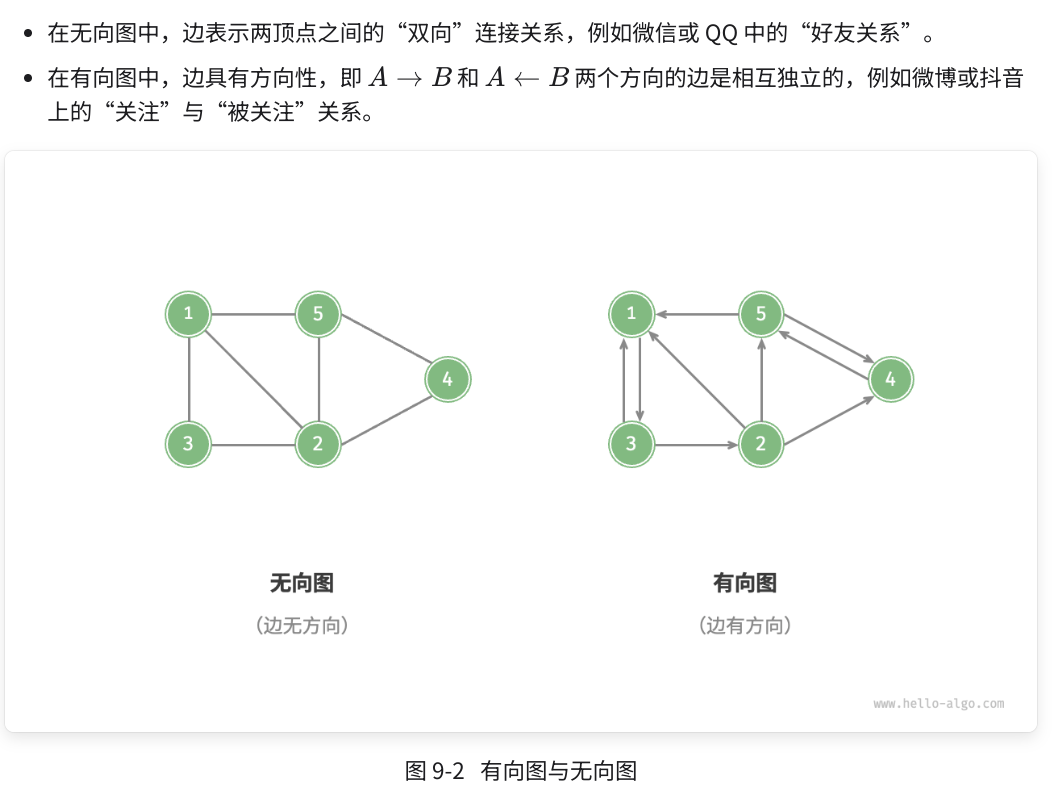 在无向图中，边表示两顶点之间的“双向”连接关系，例如微信或 QQ 中的“好友关系”。
在有向图中，边具有方向性，即 A → B 和 A ← B 两个方向的边是相互独立的，例如微博或抖音
上的“关注”与“被关注”关系。
1 5 1 5
4 4
3 2 3 2
无向图 有向图
（边无方向） （边有方向）
www.hello-algo.com
图 9-2 有向图与无向图